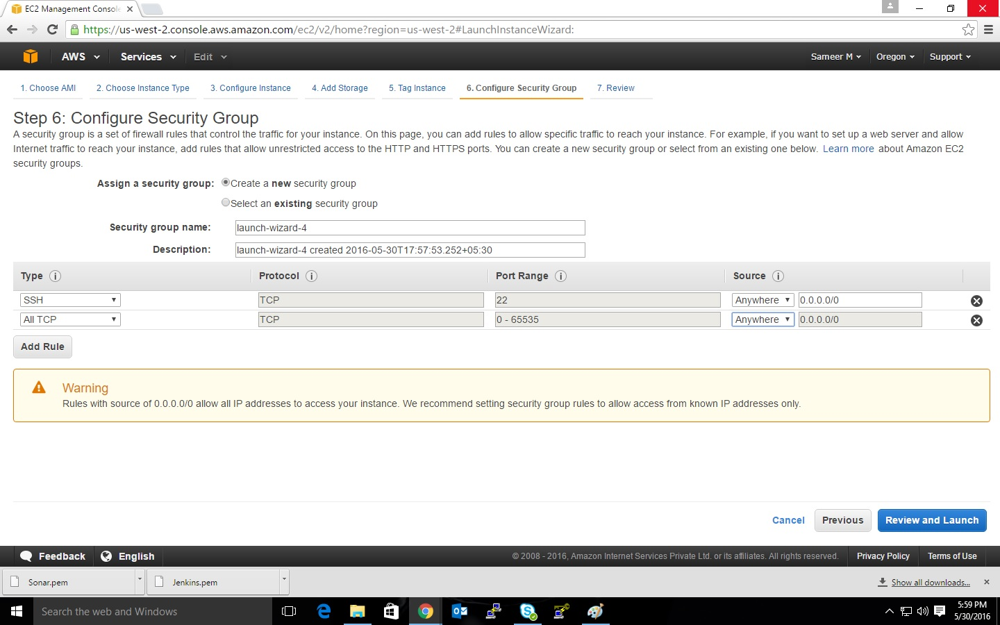 EC2 Management Consol
https://us-west-2.console.aws.amazon.com/ec2/v2/home?region=us-west-2#LaunchInstanceWizard:
AWS Services Edit Sameer M Oregon Support
1. Choose AMI 2. Choose Instance Type 3. Configure Instance 4. Add Storage 5. Tag Instance 6. Configure Security Group 7. Review
Step 6: Configure Security Group
A security group is a set of firewall rules that control the traffic for your instance. On this page, you can add rules to allow specific traffic to reach your instance. For example, if you want to set up a web server and allow
Internet traffic to reach your instance, add rules that allow unrestricted access to the HTTP and HTTPS ports. You can create a new security group or select from an existing one below. Learn more about Amazon EC2
security groups.
Assign a security group: Create a new security group
Select an existing security group
Security group name: launch-wizard-4
Description: launch-wizard-4 created 2016-05-30T17:57:53.252+05:30
Type i Protocol i Port Range i Source i
SSH TCP 22 Anywhere 0.0.0.0/0
All TCP TCP 0 - 65535 Anywhere 0.0.0.0/0
Add Rule
Warning
Rules with source of 0.0.0.0/0 allow all IP addresses to access your instance. We recommend setting security group rules to allow access from known IP addresses only.
Cancel Previous Review and Launch
Feedback English © 2008 - 2016, Amazon Internet Services Private Ltd. or its affiliates. All rights reserved. Privacy Policy Terms of Use
Sonar.pem Jenkins.pem Show all downloads...
Search the web and Windows
5:59 PM
5/30/2016